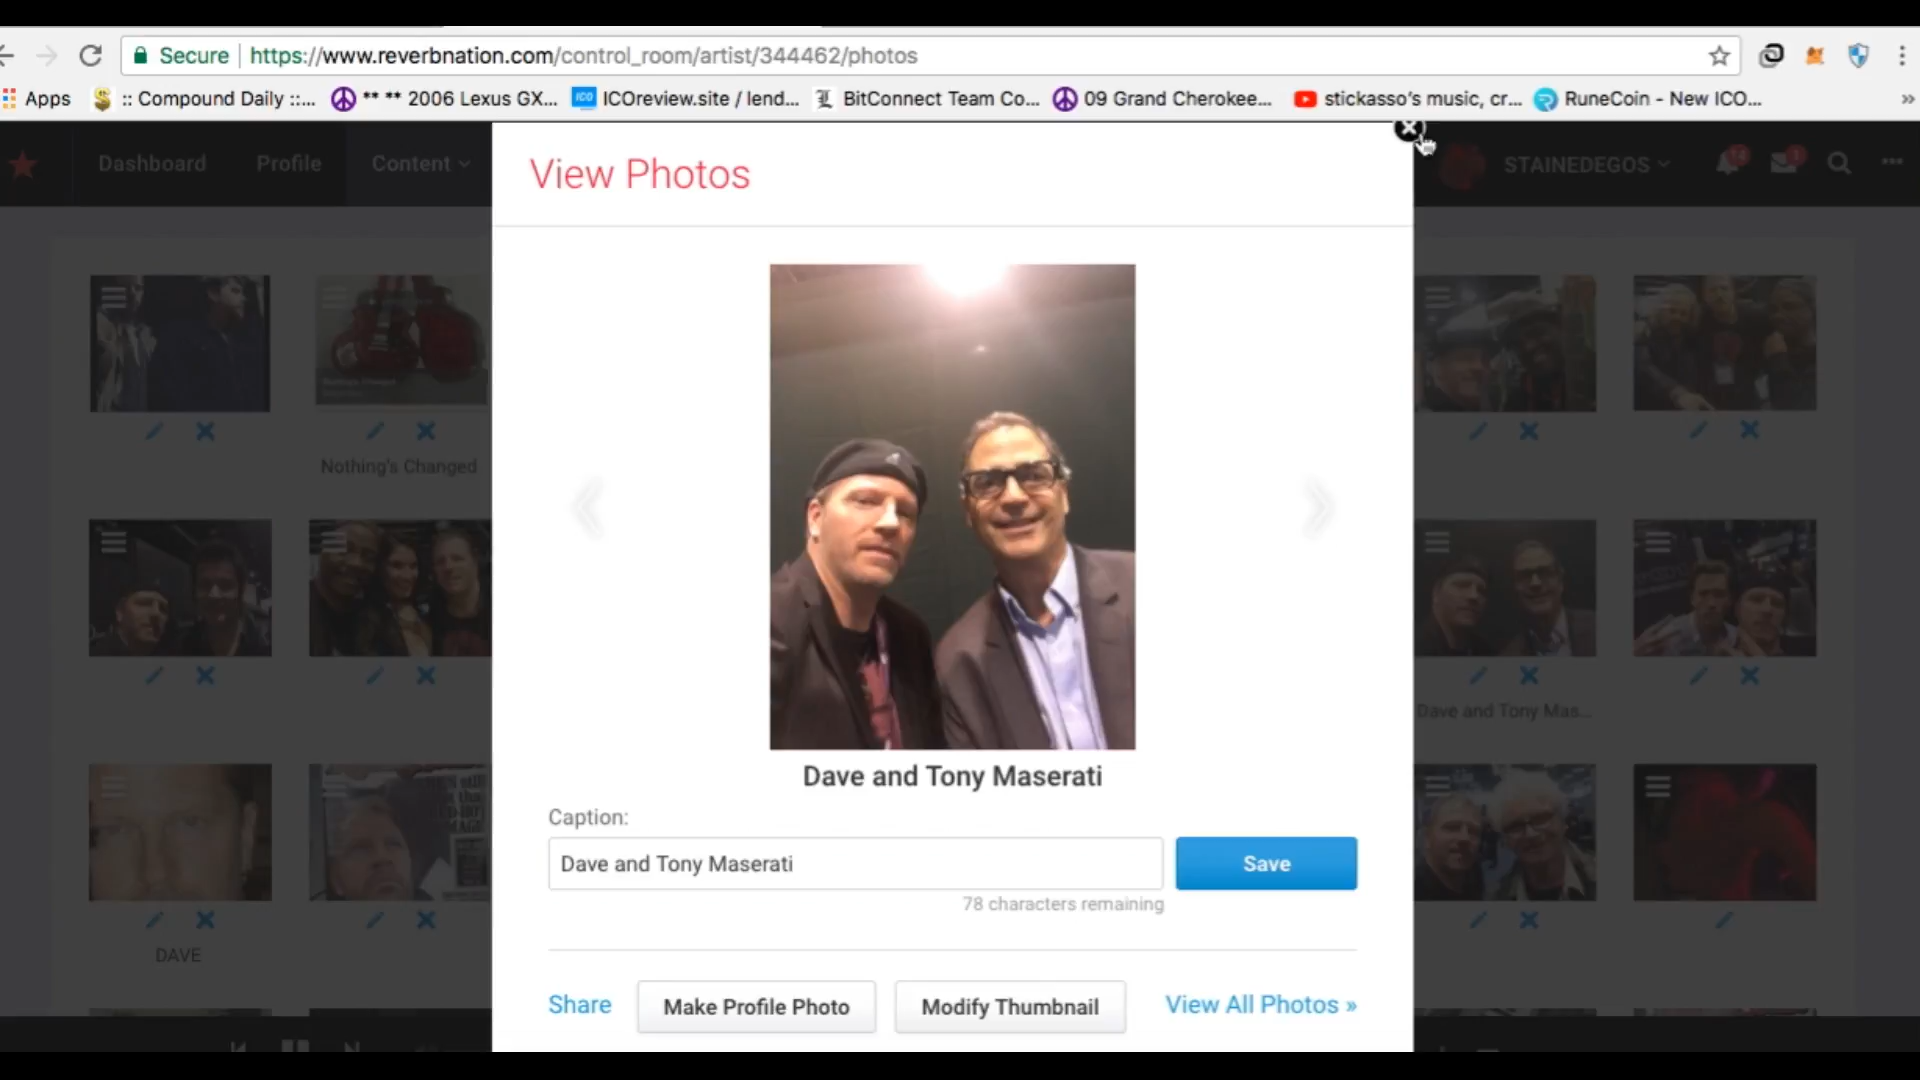 Secure https://www.reverbnation.com/control_room/artist/344462/photos
Apps :: Compound Daily ::... ** ** 2006 Lexus GX... ICO ICOreview.site / lend... BitConnect Team Co... 09 Grand Cherokee... stickasso's music, cr... RuneCoin - New ICO... »
Dashboard Profile Content STAINEDEGOS
View Photos
Nothing's Changed
Dave and Tony Mas...
Dave and Tony Maserati
Caption:
Dave and Tony Maserati Save
78 characters remaining
DAVE
Share Make Profile Photo Modify Thumbnail View All Photos »